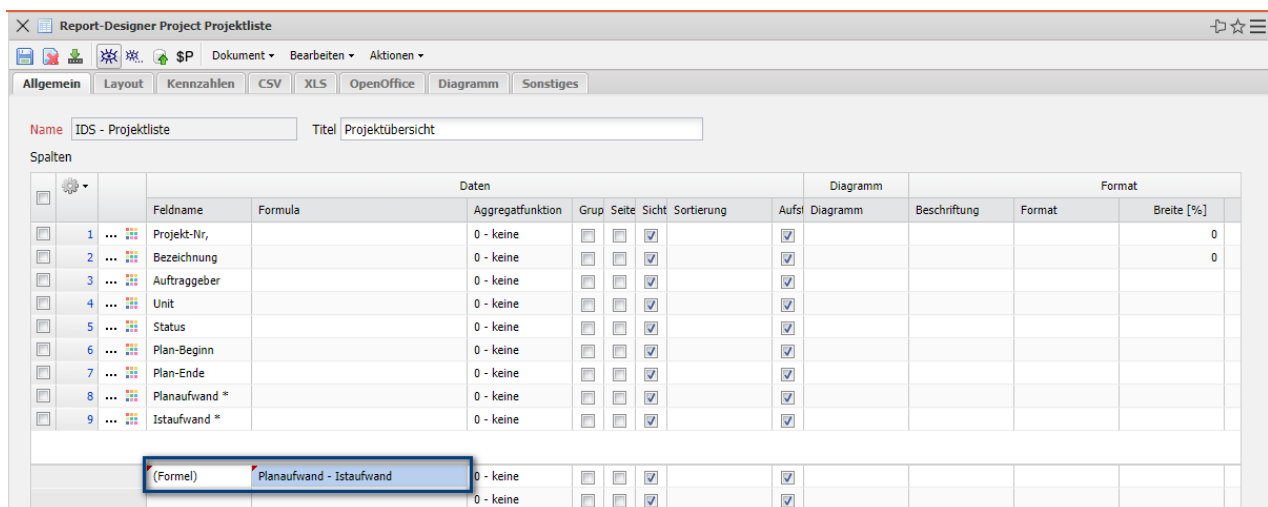 Report-Designer Project Projektliste
$P Dokument Bearbeiten Aktionen
Allgemein Layout Kennzahlen CSV XLS OpenOffice Diagramm Sonstiges
Name IDS - Projektliste Titel Projektübersicht
Spalten
Daten Diagramm Format
Feldname Formula Aggregatfunktion Grup Seite Sicht Sortierung Aufst Diagramm Beschriftung Format Breite [%]
1 ... Projekt-Nr, 0 - keine 0
2 ... Bezeichnung 0 - keine 0
3 ... Auftraggeber 0 - keine
4 ... Unit 0 - keine
5 ... Status 0 - keine
6 ... Plan-Beginn 0 - keine
7 ... Plan-Ende 0 - keine
8 ... Planaufwand * 0 - keine
9 ... Istaufwand * 0 - keine
(Formel) Planaufwand - Istaufwand 0 - keine
0 - keine